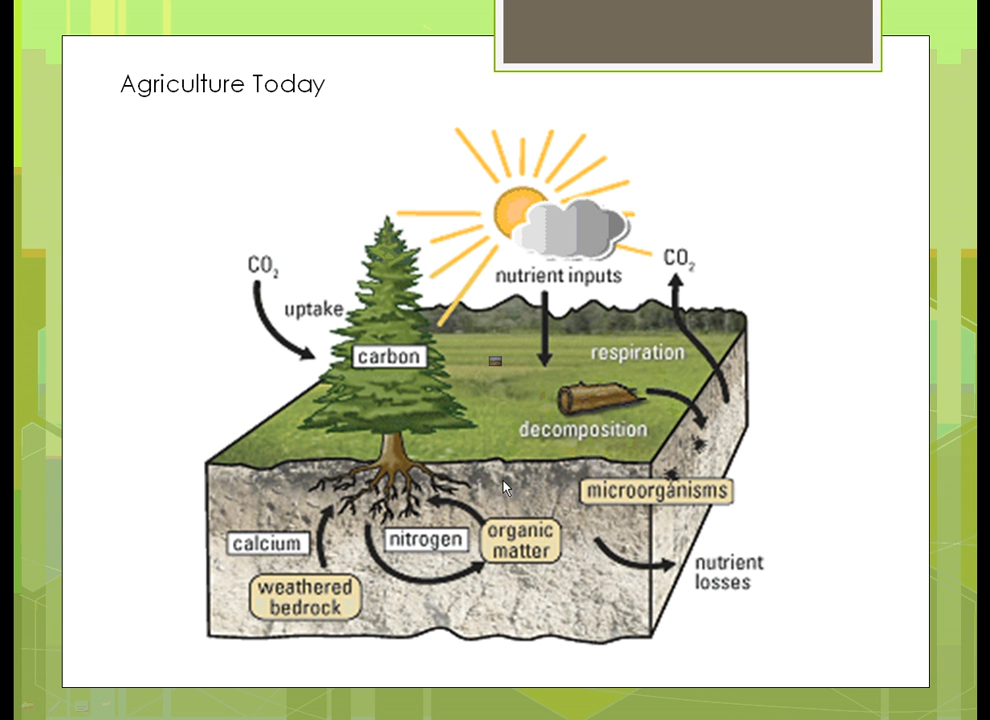 Agriculture Today
CO₂
uptake
carbon
nutrient inputs
CO₂
respiration
decomposition
microorganisms
calcium
nitrogen
organic
matter
weathered
bedrock
nutrient
losses